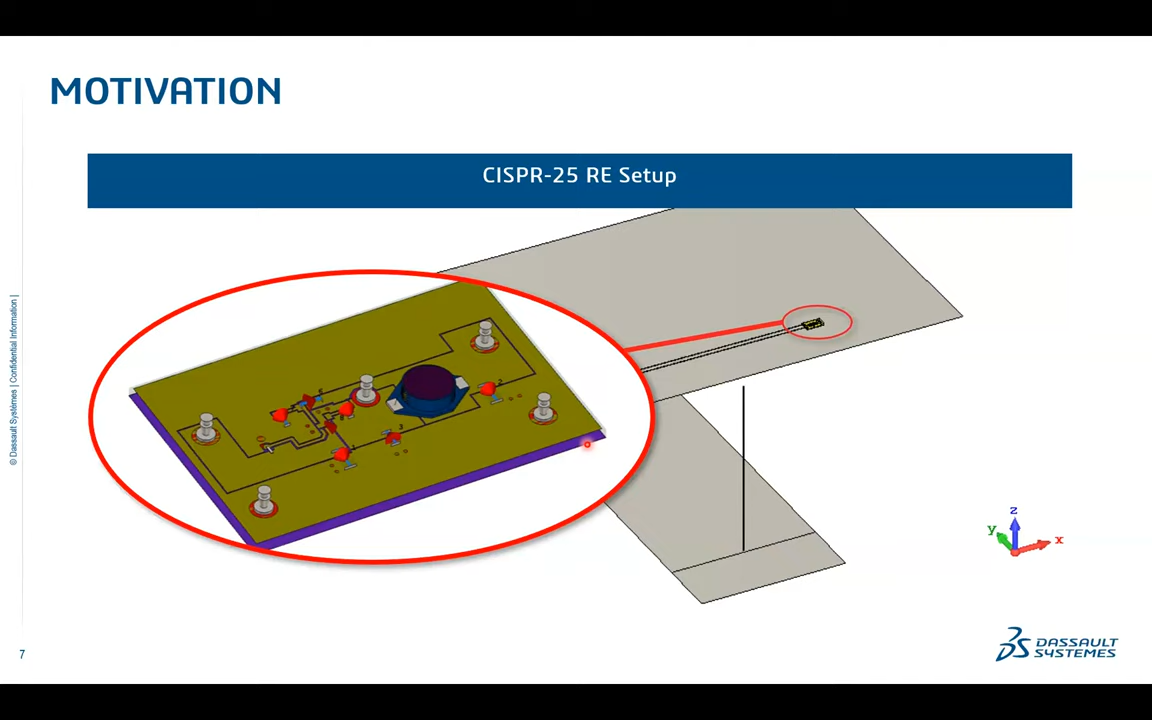 MOTIVATION
CISPR-25 RE Setup
© Dassault Systèmes | Confidential Information |
z
y
x
7
DASSAULT
SYSTEMES